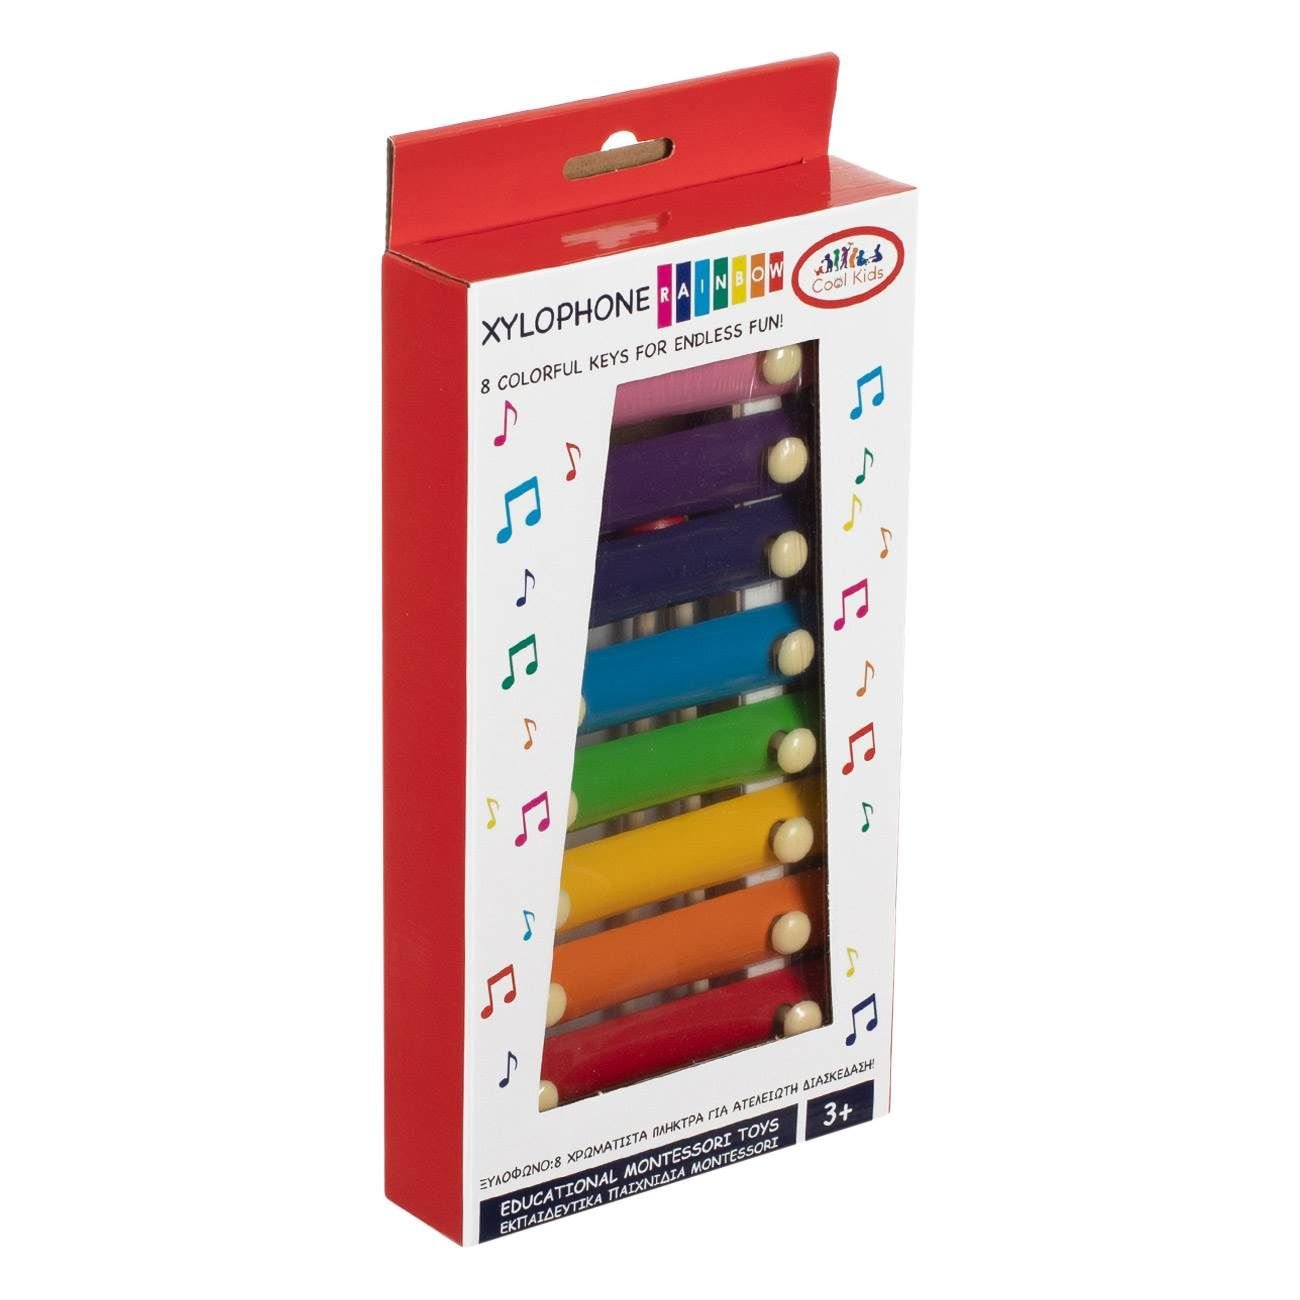 XYLOPHONE RAINBOW
Cool Kids
8 COLORFUL KEYS FOR ENDLESS FUN!
ΞΥΛΟΦΩΝΟ:8 ΧΡΩΜΑΤΙΣΤΑ ΠΛΗΚΤΡΑ ΓΙΑ ΑΤΕΛΕΙΩΤΗ ΔΙΑΣΚΕΔΑΣΗ!
EDUCATIONAL MONTESSORI TOYS
ΕΚΠΑΙΔΕΥΤΙΚΑ ΠΑΙΧΝΙΔΙΑ MONTESSORI
3+